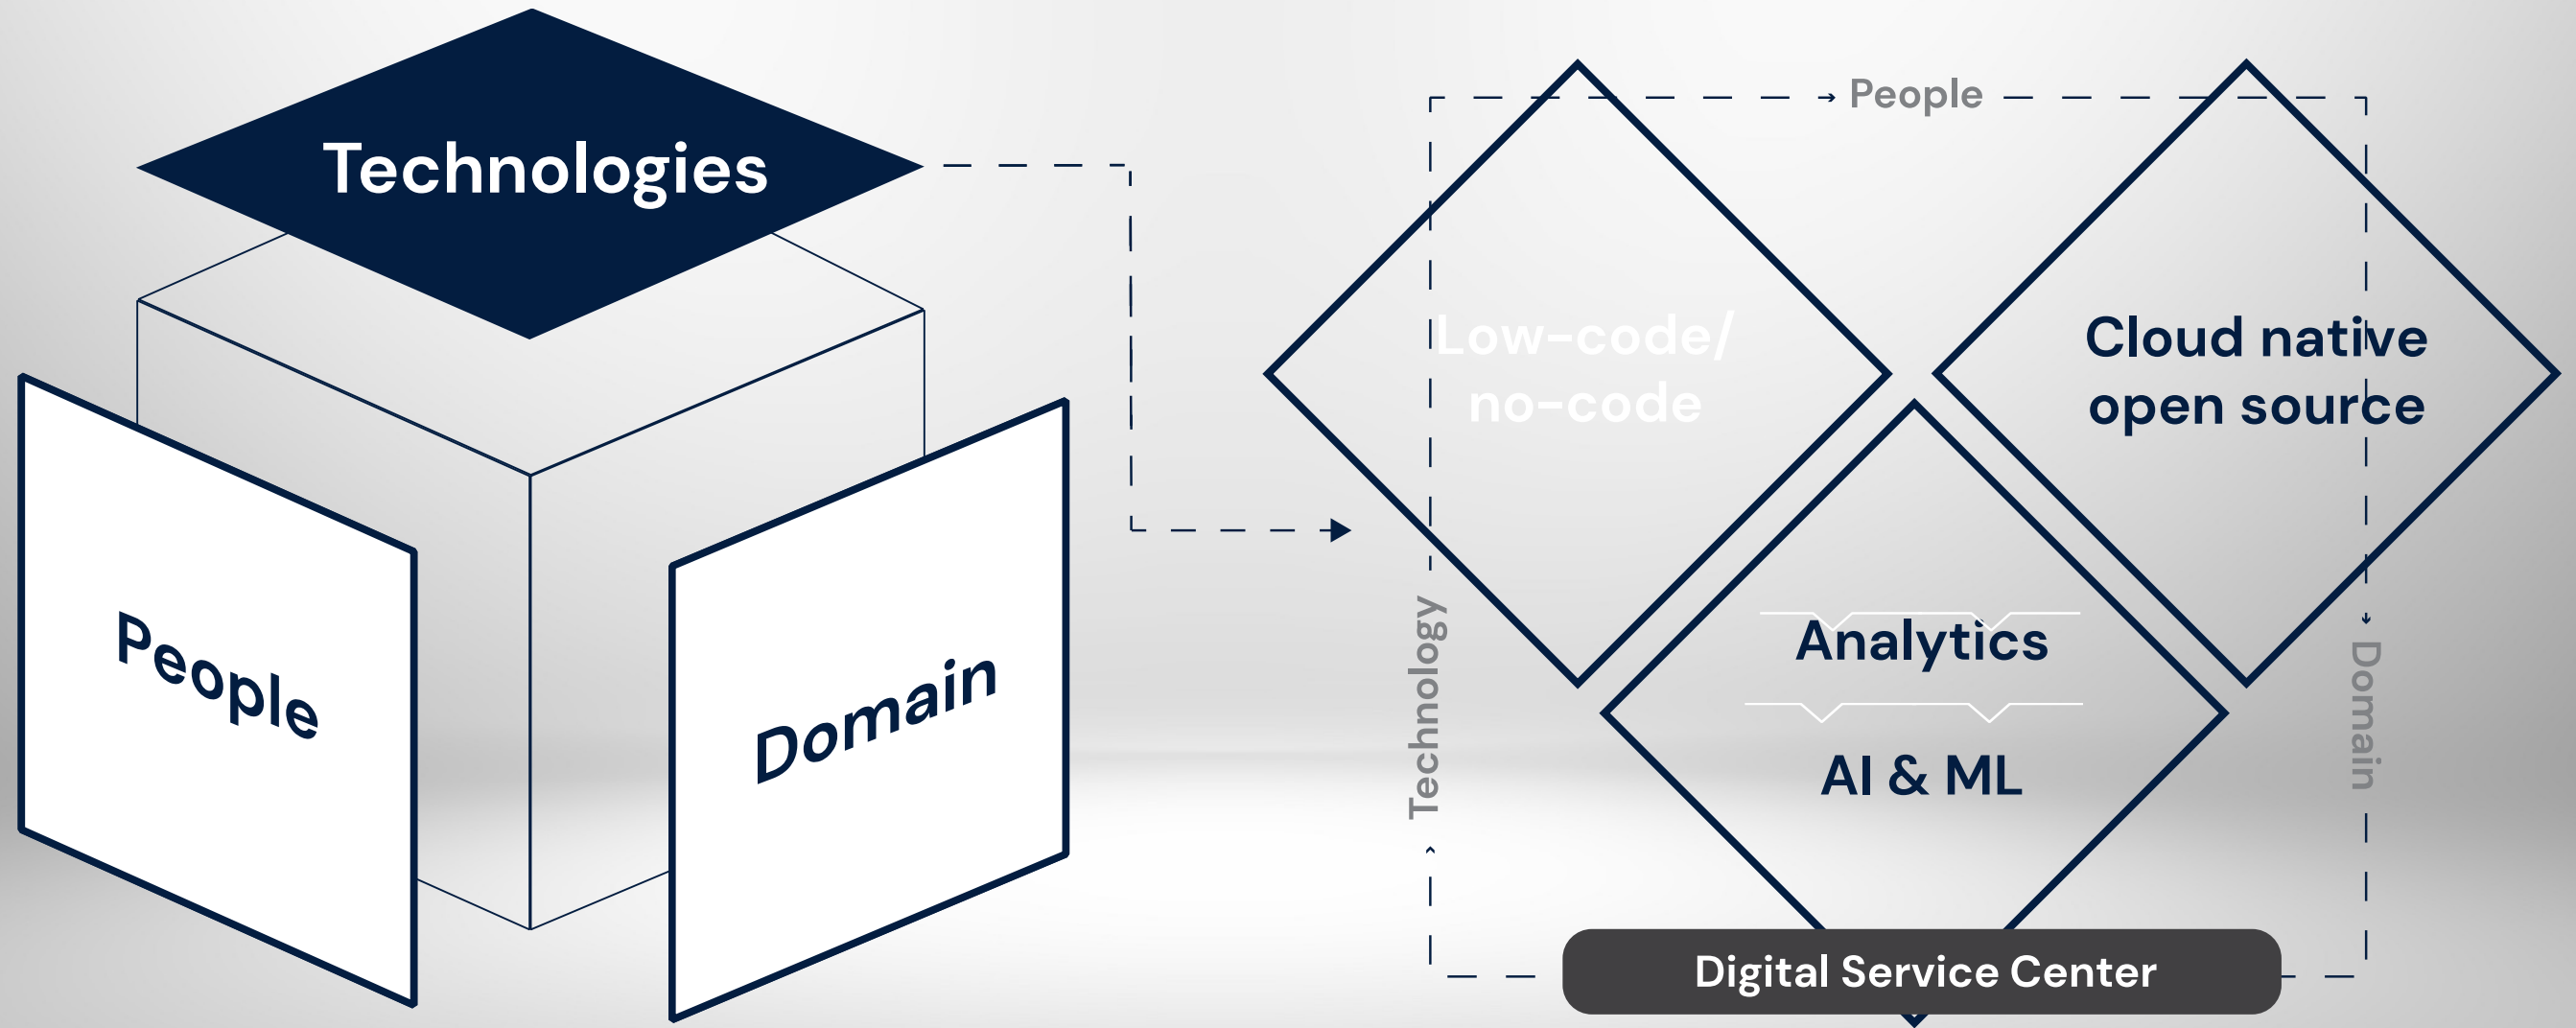 Technologies
People
Domain
People
Low-code/
no-code
Cloud native
open source
Technology
Analytics
AI & ML
Domain
Digital Service Center